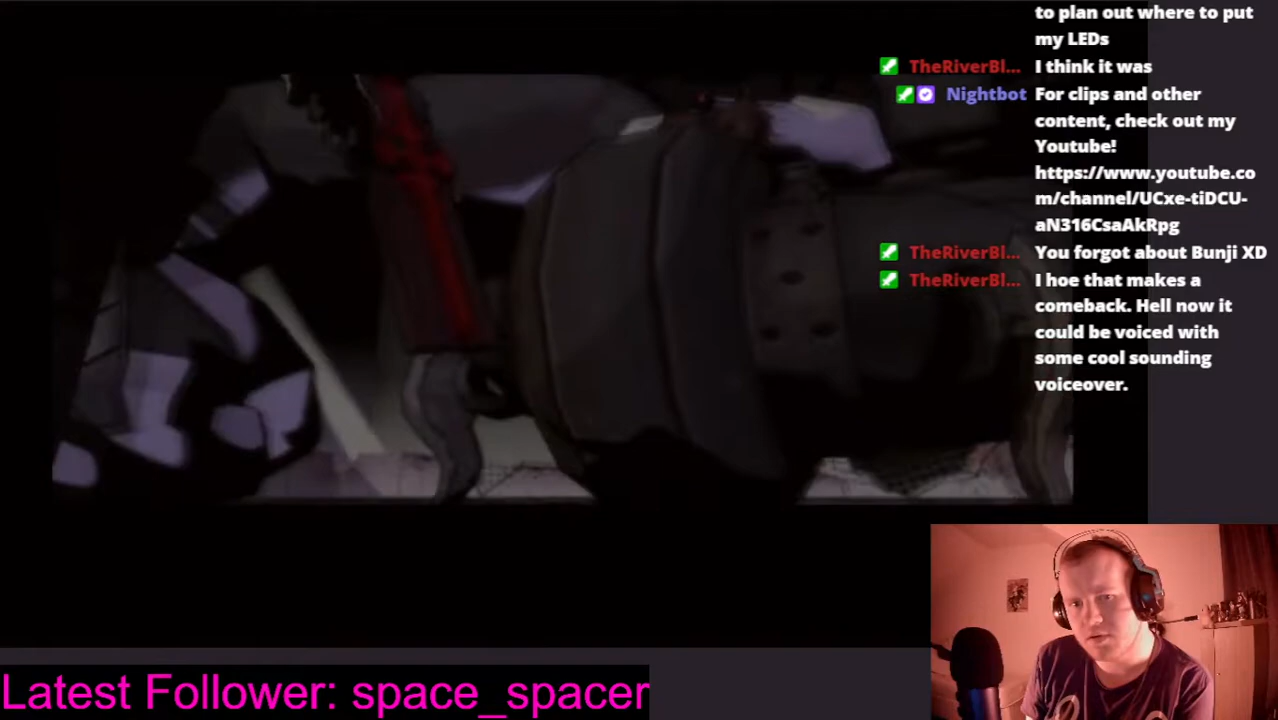 to plan out where to put
my LEDs
TheRiverBl... I think it was
Nightbot For clips and other
content, check out my
Youtube!
https://www.youtube.co
m/channel/UCxe-tiDCU-
aN316CsaAkRpg
TheRiverBl... You forgot about Bunji XD
TheRiverBl... I hoe that makes a
comeback. Hell now it
could be voiced with
some cool sounding
voiceover.
Latest Follower: space_spacer